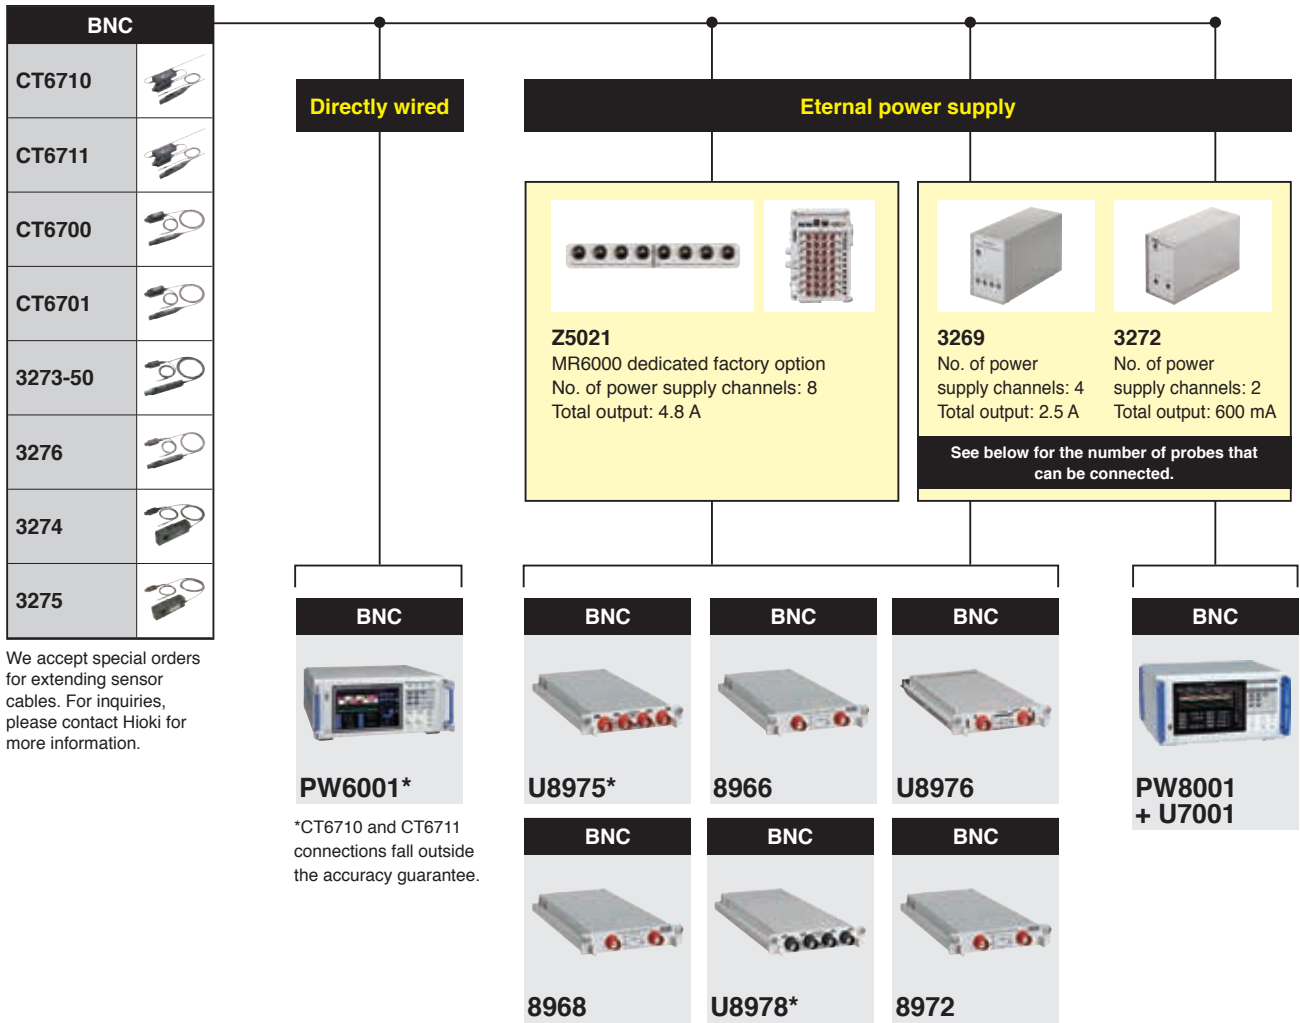 BNC
CT6710
CT6711
CT6700
CT6701
3273-50
3276
3274
3275
We accept special orders
for extending sensor
cables. For inquiries,
please contact Hioki for
more information.
Directly wired
Eternal power supply
Z5021
MR6000 dedicated factory option
No. of power supply channels: 8
Total output: 4.8 A
3269
No. of power
supply channels: 4
Total output: 2.5 A
3272
No. of power
supply channels: 2
Total output: 600 mA
See below for the number of probes that
can be connected.
BNC
PW6001*
*CT6710 and CT6711
connections fall outside
the accuracy guarantee.
BNC
U8975*
BNC
8966
BNC
U8976
BNC
8968
BNC
U8978*
BNC
8972
BNC
PW8001
+ U7001